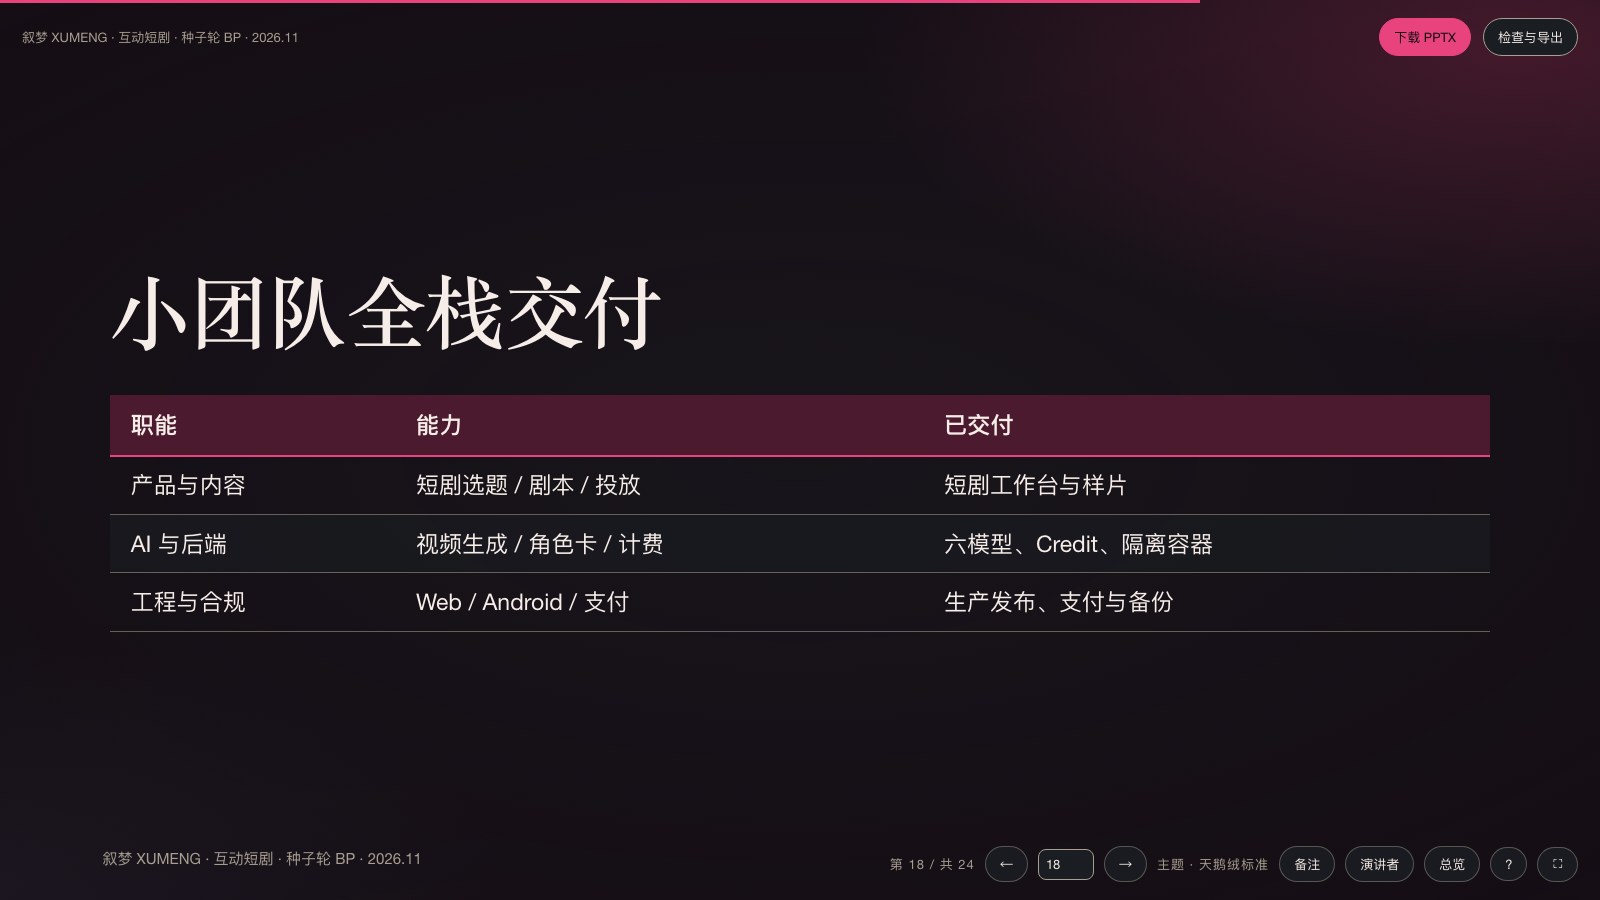 叙梦 XUMENG · 互动短剧 · 种子轮 BP · 2026.11
下载 PPTX
检查与导出
小团队全栈交付
职能 能力 已交付
产品与内容 短剧选题 / 剧本 / 投放 短剧工作台与样片
AI 与后端 视频生成 / 角色卡 / 计费 六模型、Credit、隔离容器
工程与合规 Web / Android / 支付 生产发布、支付与备份
叙梦 XUMENG · 互动短剧 · 种子轮 BP · 2026.11
第 18 / 共 24 ← 18 → 主题 · 天鹅绒标准 备注 演讲者 总览 ?